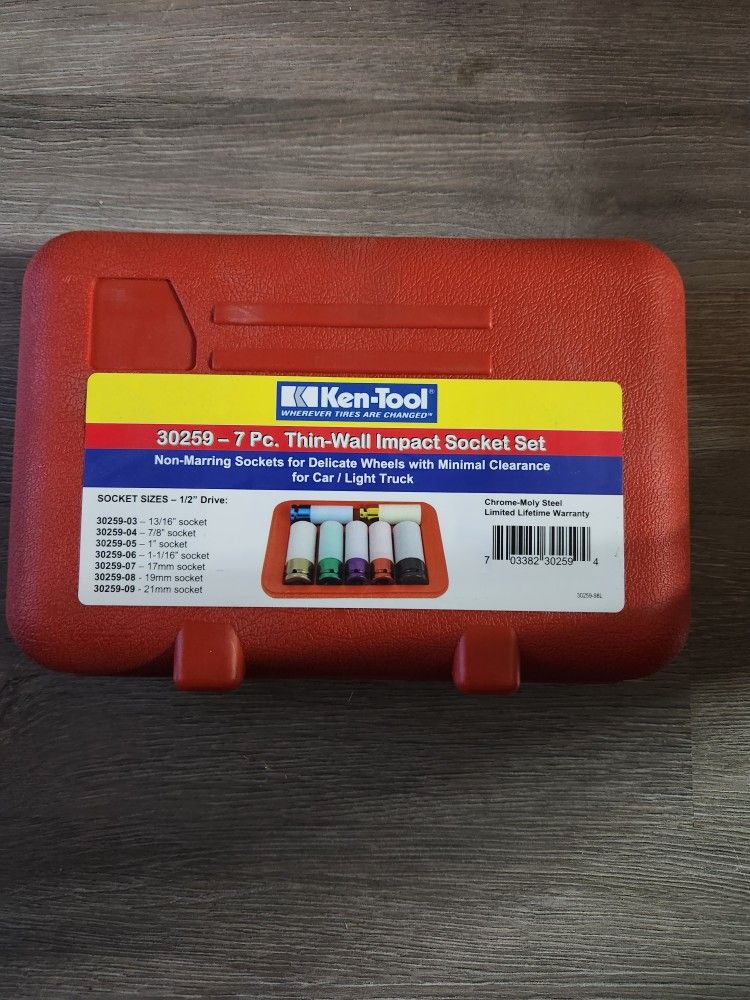 Ken-Tool®
WHEREVER TIRES ARE CHANGED™
30259 – 7 Pc. Thin-Wall Impact Socket Set
Non-Marring Sockets for Delicate Wheels with Minimal Clearance
for Car / Light Truck
SOCKET SIZES – 1/2" Drive:
30259-03 – 13/16" socket
30259-04 – 7/8" socket
30259-05 – 1" socket
30259-06 – 1-1/16" socket
30259-07 – 17mm socket
30259-08 - 19mm socket
30259-09 - 21mm socket
Chrome-Moly Steel
Limited Lifetime Warranty
7 03382 30259 4
30259-98L